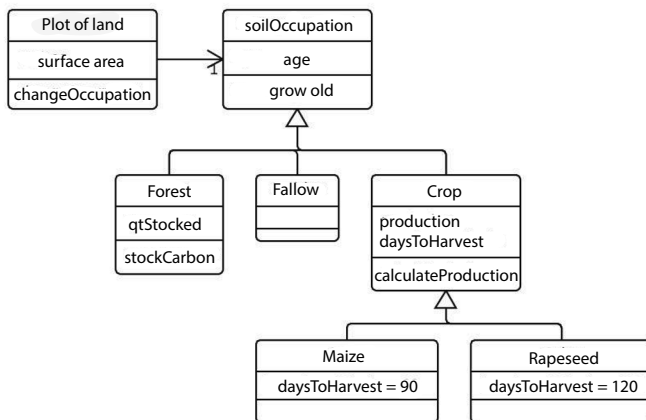 Plot of land
surface area
changeOccupation
1
soilOccupation
age
grow old
Forest
qtStocked
stockCarbon
Fallow
Crop
production
daysToHarvest
calculateProduction
Maize
daysToHarvest = 90
Rapeseed
daysToHarvest = 120